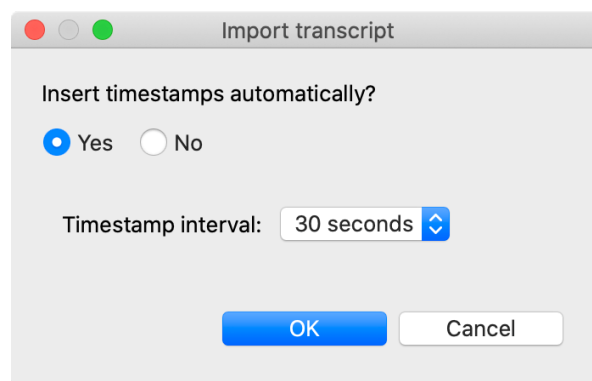 Import transcript
Insert timestamps automatically?
Yes No
Timestamp interval: 30 seconds
OK Cancel